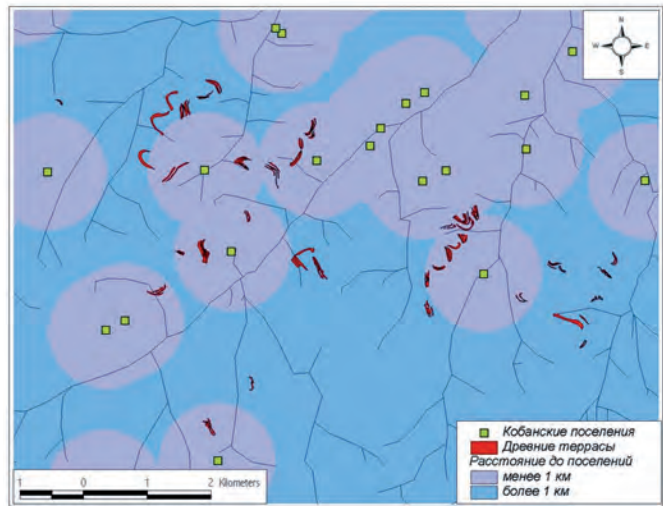 N
W E
S
Кобанские поселения
Древние террасы
Расстояние до поселений
менее 1 км
более 1 км
1 0 1 2 Kilometers